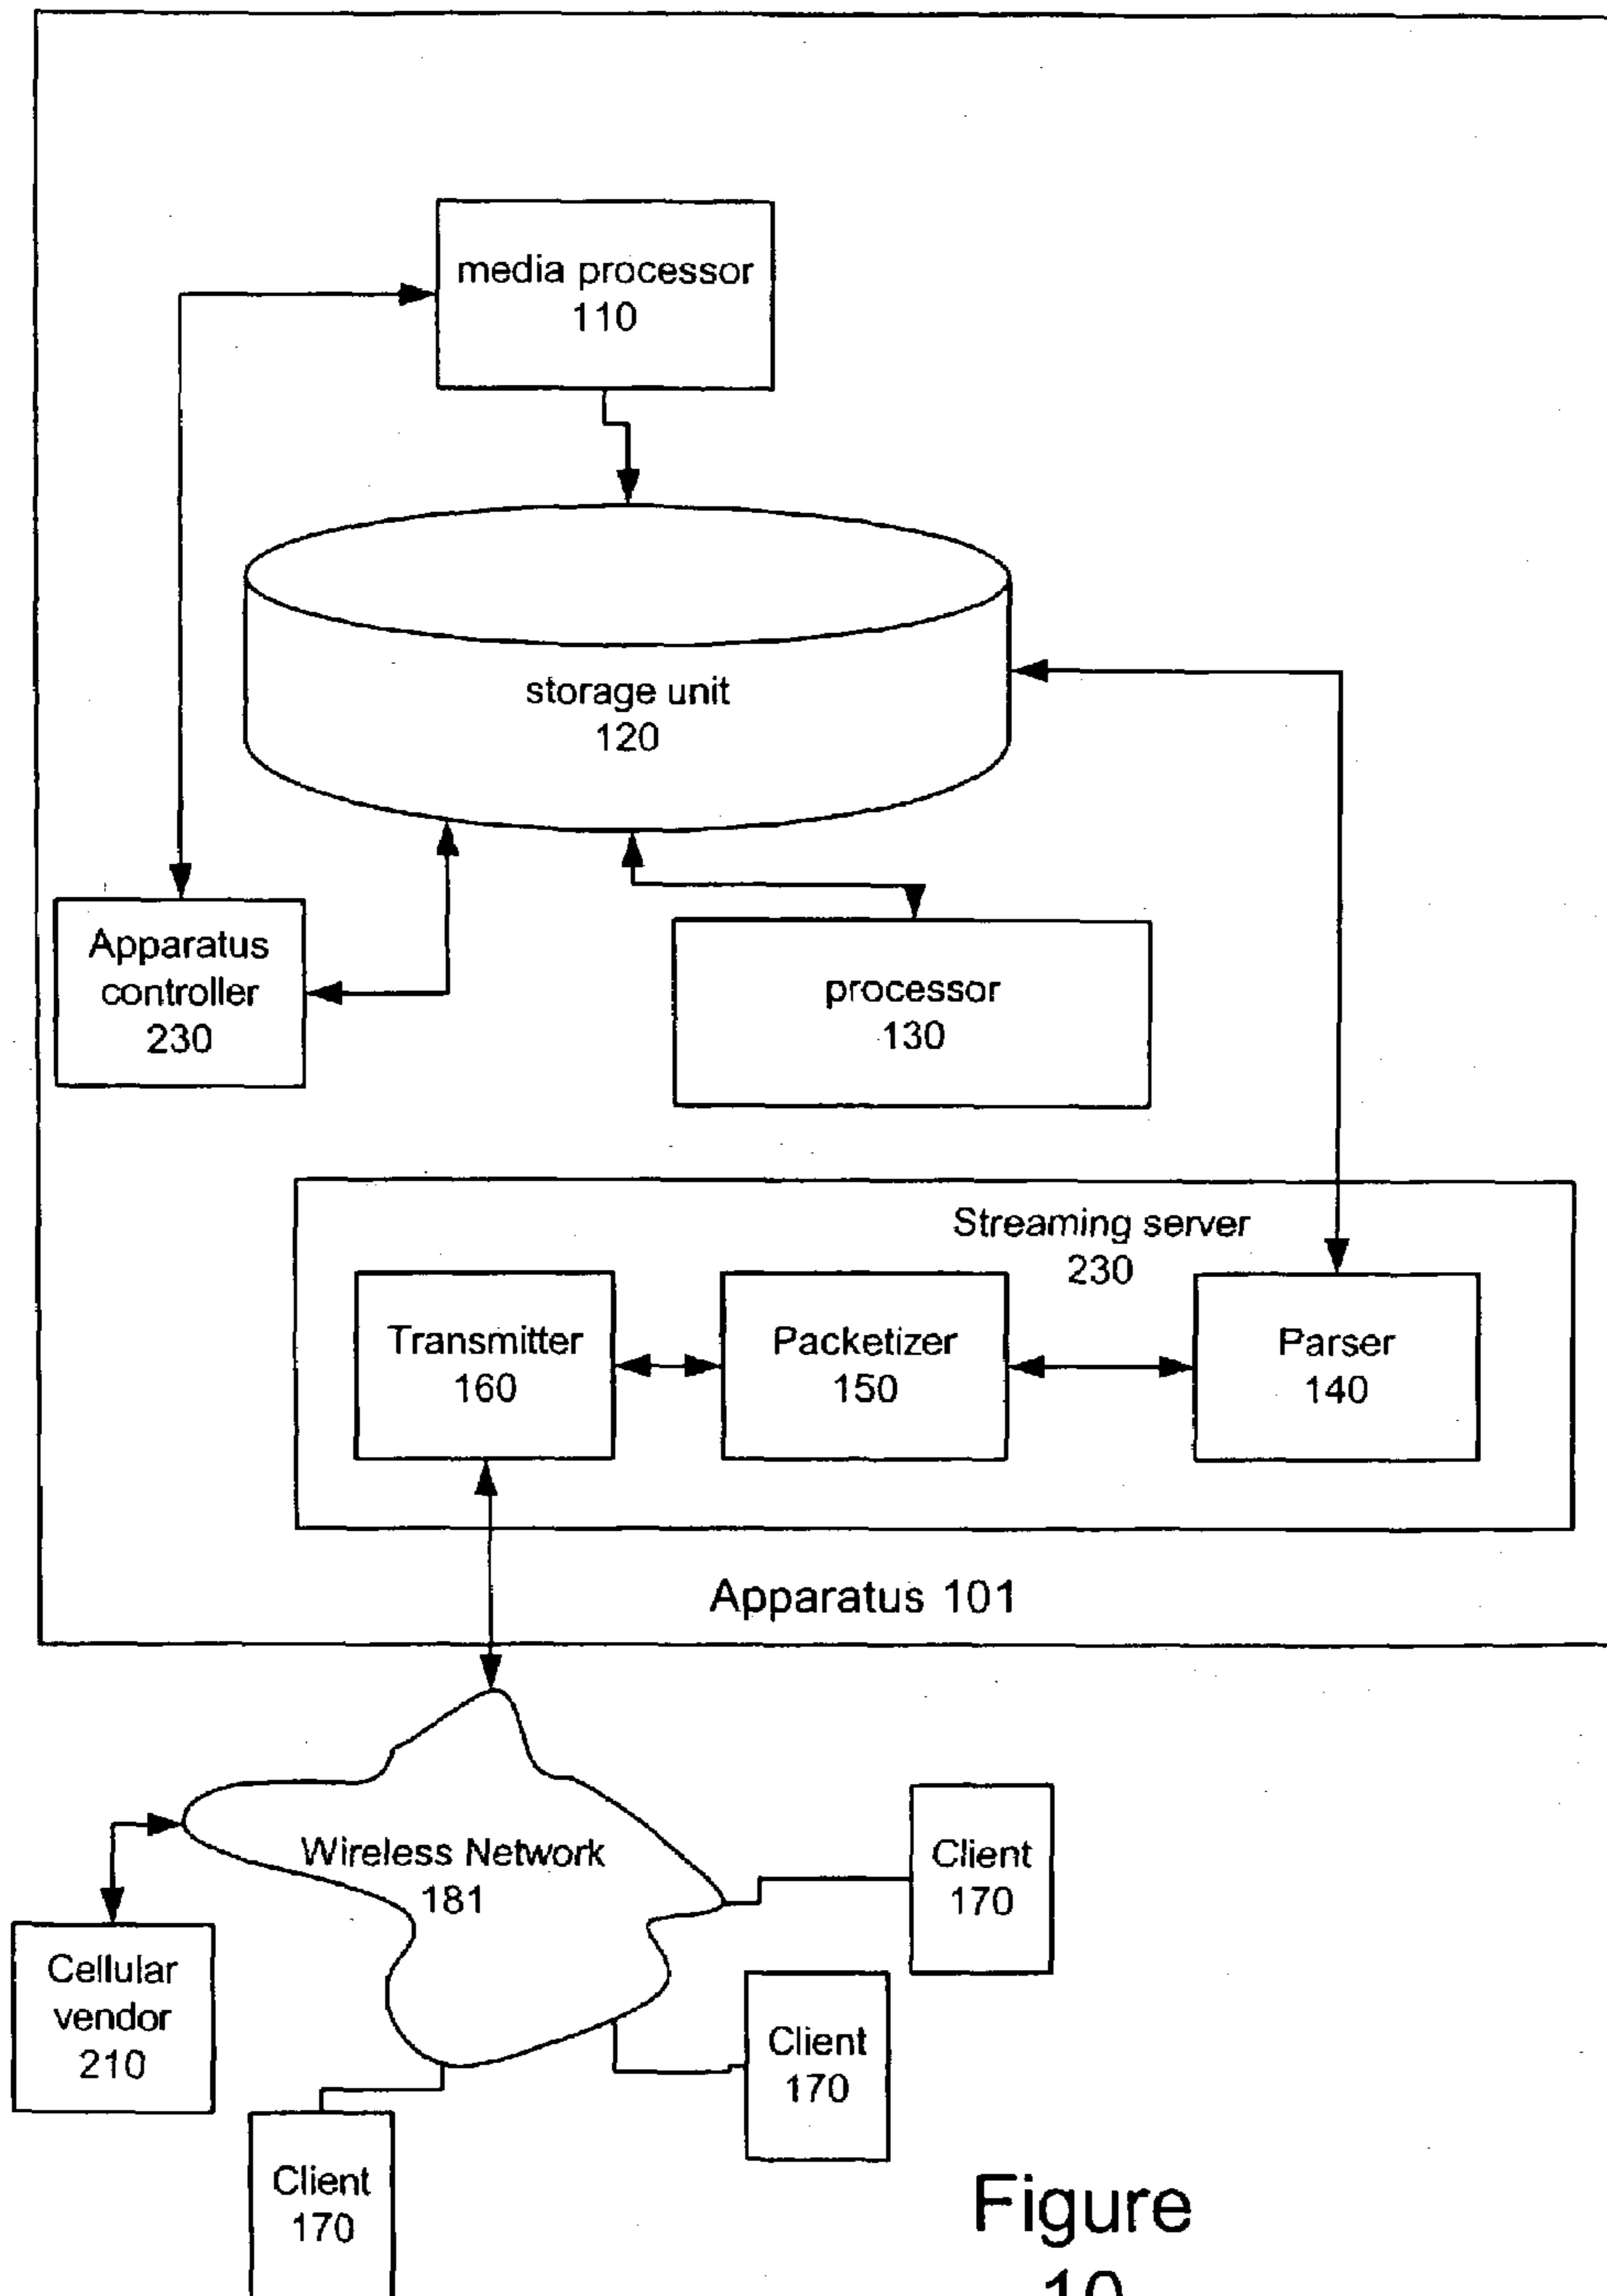 media processor
110
storage unit
120
Apparatus
controller
230
processor
130
Streaming server
230
Transmitter
160
Packetizer
150
Parser
140
Apparatus 101
Wireless Network
181
Client
170
Cellular
vendor
210
Client
170
Client
170
Figure
10